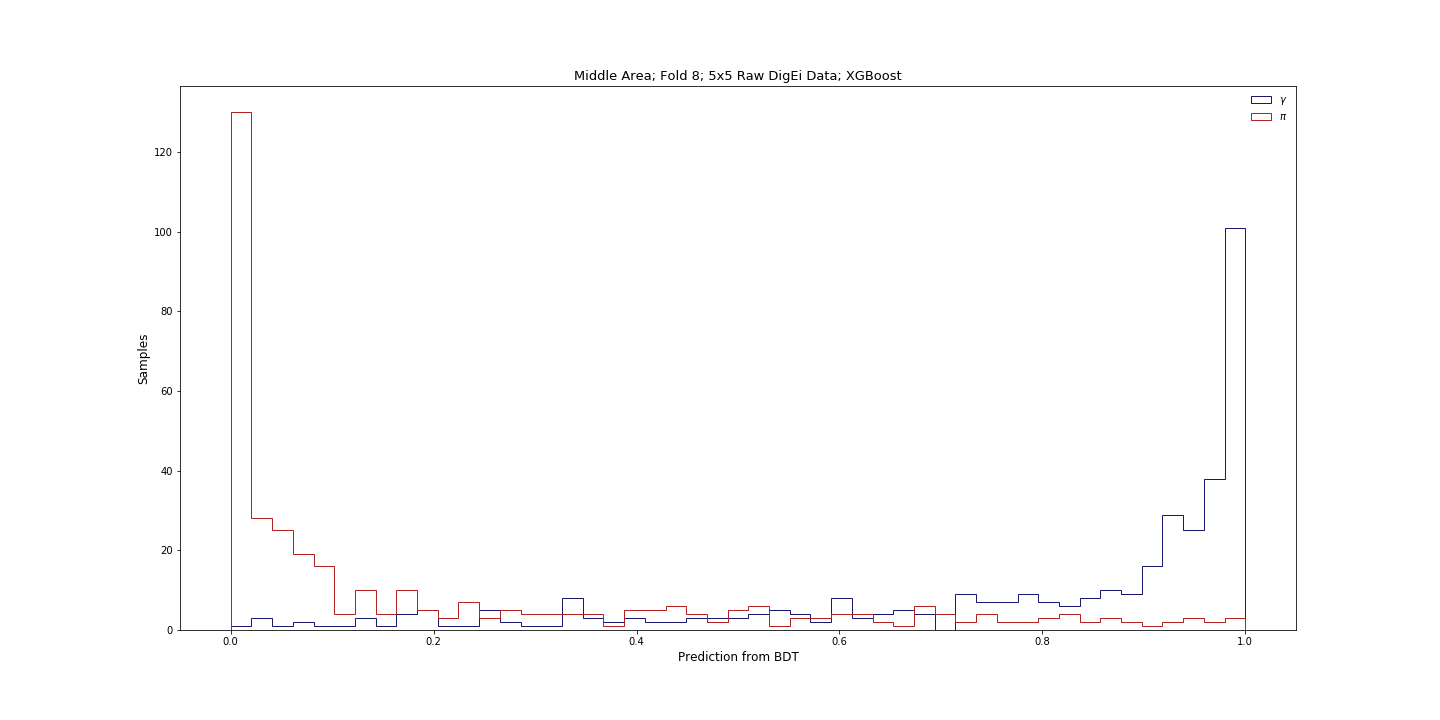 Middle Area; Fold 8; 5x5 Raw DigEi Data; XGBoost
γ
π
120
100
80
60
40
20
0
Samples
0.0 0.2 0.4 0.6 0.8 1.0
Prediction from BDT